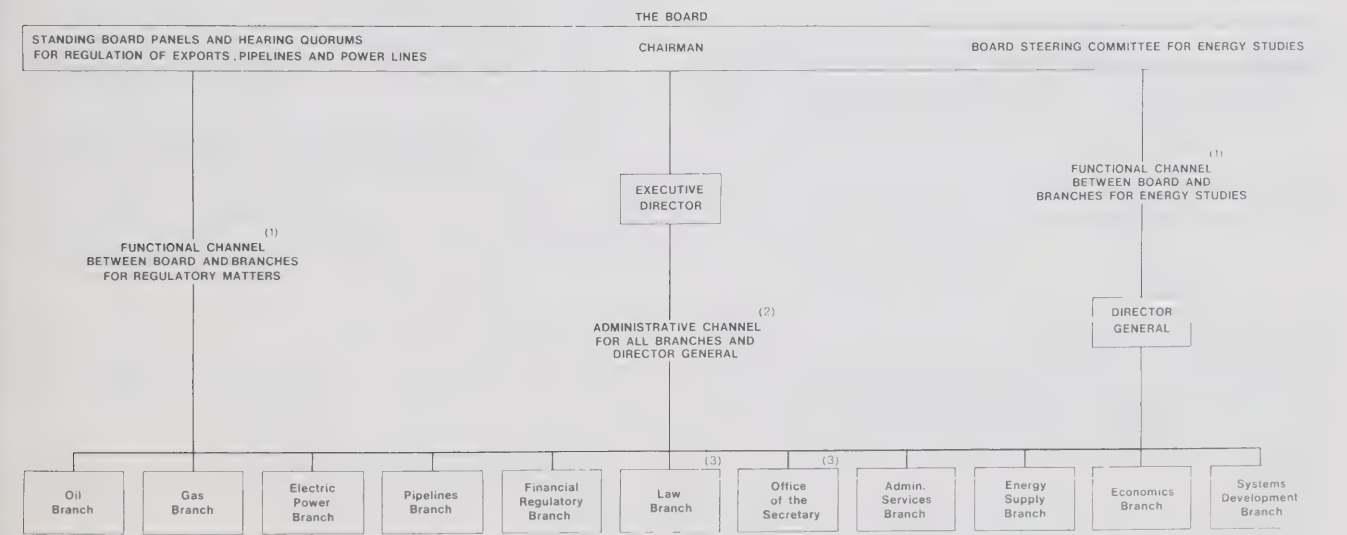 THE BOARD
STANDING BOARD PANELS AND HEARING QUORUMS
FOR REGULATION OF EXPORTS, PIPELINES AND POWER LINES
CHAIRMAN
BOARD STEERING COMMITTEE FOR ENERGY STUDIES
(1)
FUNCTIONAL CHANNEL
BETWEEN BOARD AND BRANCHES
FOR REGULATORY MATTERS
EXECUTIVE
DIRECTOR
(2)
ADMINISTRATIVE CHANNEL
FOR ALL BRANCHES AND
DIRECTOR GENERAL
(1)
FUNCTIONAL CHANNEL
BETWEEN BOARD AND
BRANCHES FOR ENERGY STUDIES
DIRECTOR
GENERAL
Oil
Branch
Gas
Branch
Electric
Power
Branch
Pipelines
Branch
Financial
Regulatory
Branch
(3)
Law
Branch
(3)
Office
of the
Secretary
Admin.
Services
Branch
Energy
Supply
Branch
Economics
Branch
Systems
Development
Branch